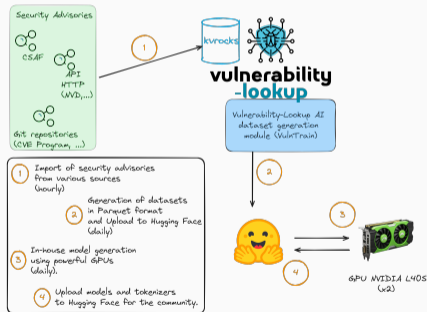 Security Advisories
CSAF
API
HTTP
(NVD,...)
Git repositories
(CVE Program, ...)
1
kvrocks
vulnerability
-lookup
Vulnerability-Lookup AI
dataset generation
module (VulnTrain)
2
3
4
GPU NVIDIA L40S
(x2)
1 Import of security advisories
from various sources
(hourly)
2 Generation of datasets
in Parquet format
and Upload to Hugging Face
(daily)
3 In-house model generation
using powerful GPUs
(daily).
4 Upload models and tokenizers
to Hugging Face for the community.